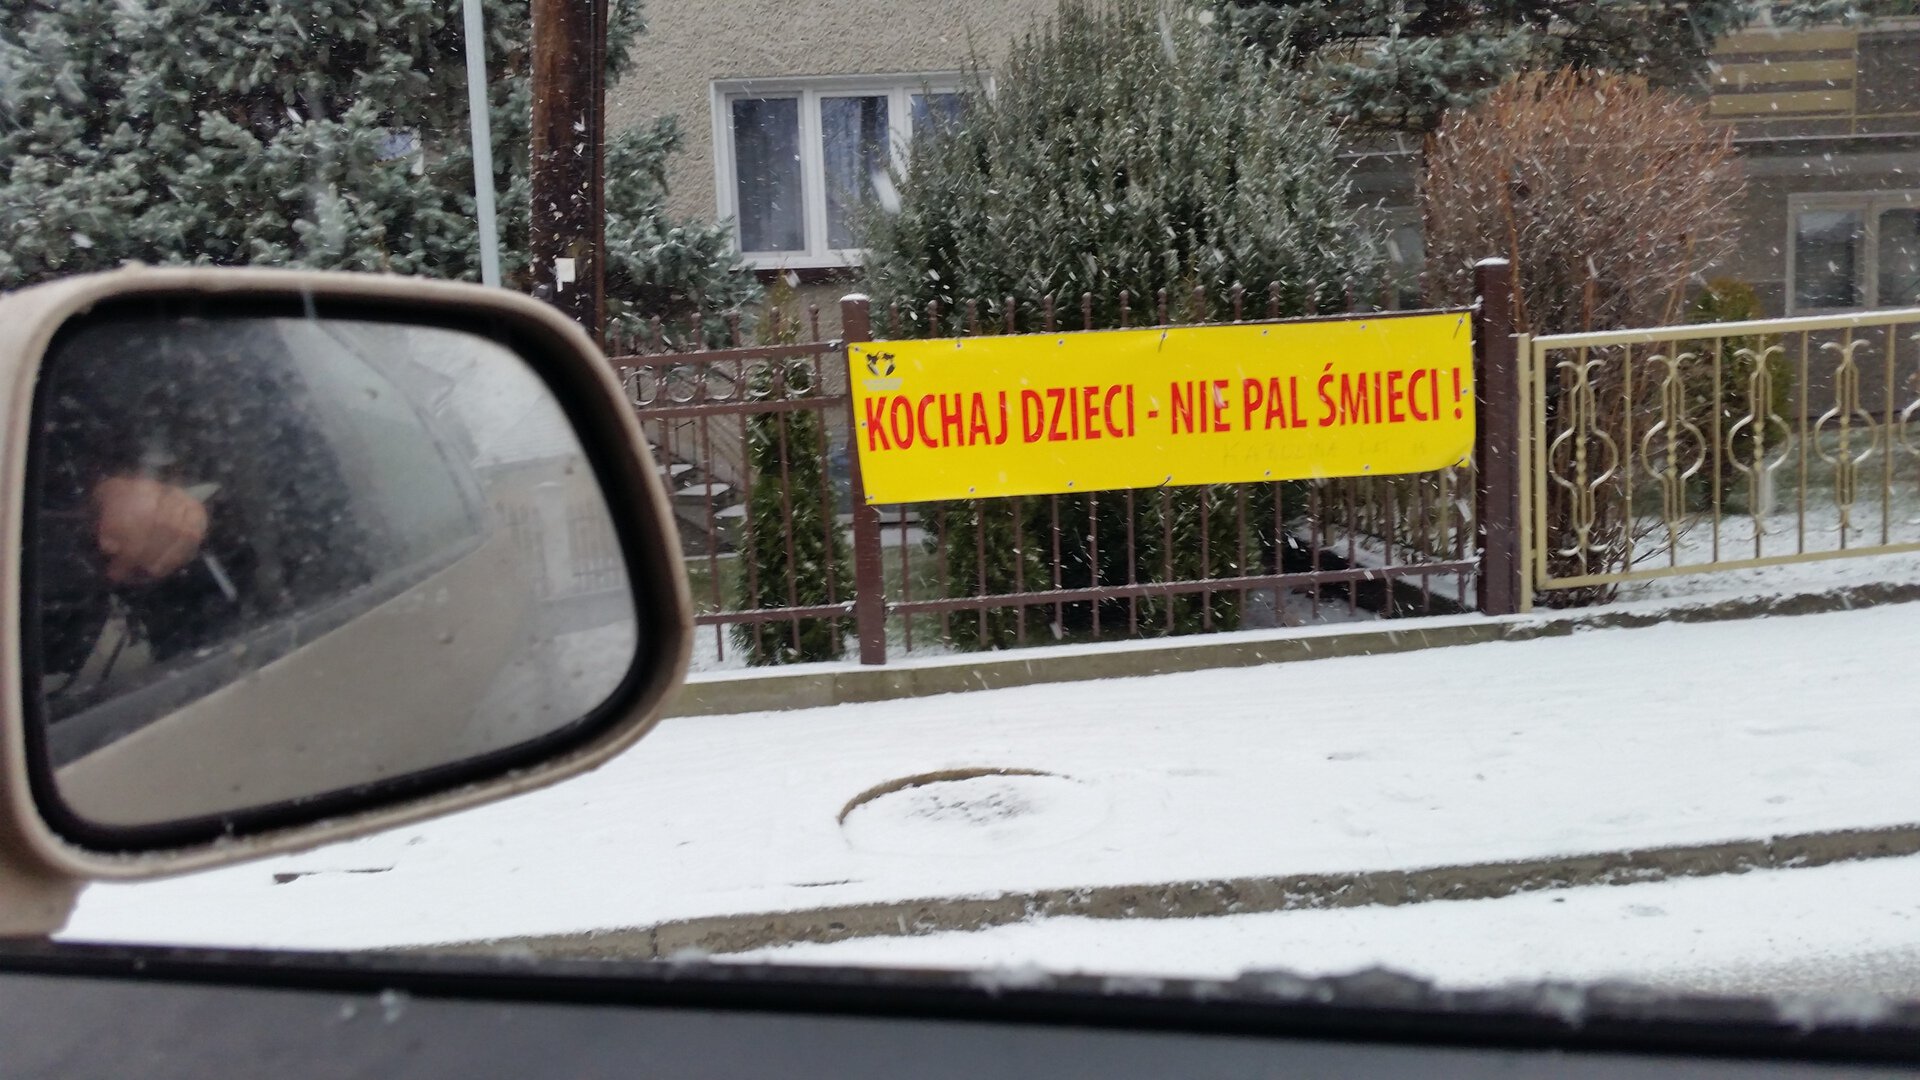 KOCHAJ DZIECI - NIE PAL ŚMIECI !